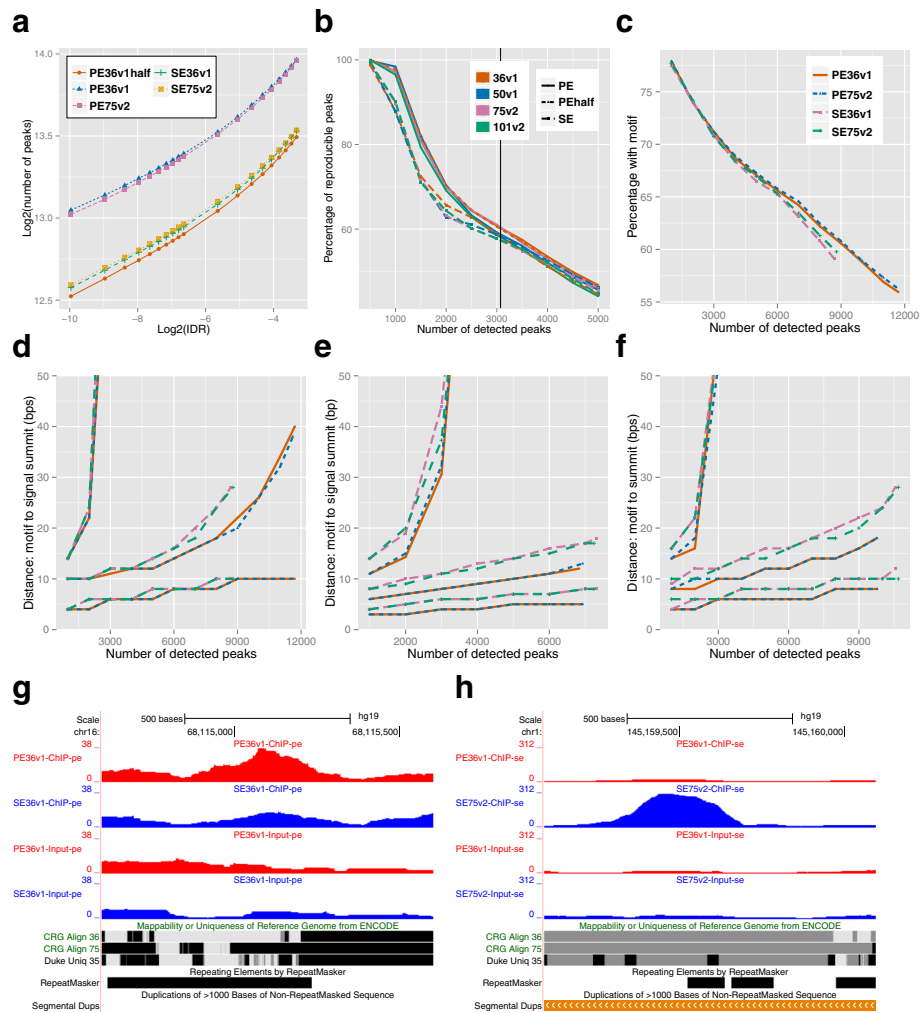 a
Log2(number of peaks)
14.0
13.5
13.0
12.5
PE36v1half
PE36v1
PE75v2
SE36v1
SE75v2
−10
−8
−6
−4
Log2(IDR)
b
Percentage of reproducible peaks
100
80
60
36v1
50v1
75v2
101v2
PE
PEhalf
SE
1000
2000
3000
4000
5000
Number of detected peaks
c
Percentage with motif
80
75
70
65
60
55
PE36v1
PE75v2
SE36v1
SE75v2
3000
6000
9000
12000
Number of detected peaks
d
Distance: motif to signal summit (bps)
50
40
30
20
10
0
3000
6000
9000
12000
Number of detected peaks
e
Distance: motif to signal summit (bp)
50
40
30
20
10
0
2000
4000
6000
Number of detected peaks
f
Distance: motif to summit (bps)
50
40
30
20
10
0
3000
6000
9000
Number of detected peaks
g
Scale
500 bases
hg19
chr16:
68,115,000
68,115,500
38
PE36v1-ChIP-pe
PE36v1-ChIP-pe
0
38
SE36v1-ChIP-pe
SE36v1-ChIP-pe
0
38
PE36v1-Input-pe
PE36v1-Input-pe
0
38
SE36v1-Input-pe
SE36v1-Input-pe
0
Mappability or Uniqueness of Reference Genome from ENCODE
CRG Align 36
CRG Align 75
Duke Uniq 35
Repeating Elements by RepeatMasker
RepeatMasker
Duplications of >1000 Bases of Non-RepeatMasked Sequence
Segmental Dups
h
Scale
500 bases
hg19
chr1:
145,159,500
145,160,000
312
PE36v1-ChIP-se
PE36v1-ChIP-se
0
312
SE75v2-ChIP-se
SE75v2-ChIP-se
0
312
PE36v1-Input-se
PE36v1-Input-se
0
312
SE75v2-Input-se
SE75v2-Input-se
0
Mappability or Uniqueness of Reference Genome from ENCODE
CRG Align 36
CRG Align 75
Duke Uniq 35
Repeating Elements by RepeatMasker
RepeatMasker
Duplications of >1000 Bases of Non-RepeatMasked Sequence
Segmental Dups